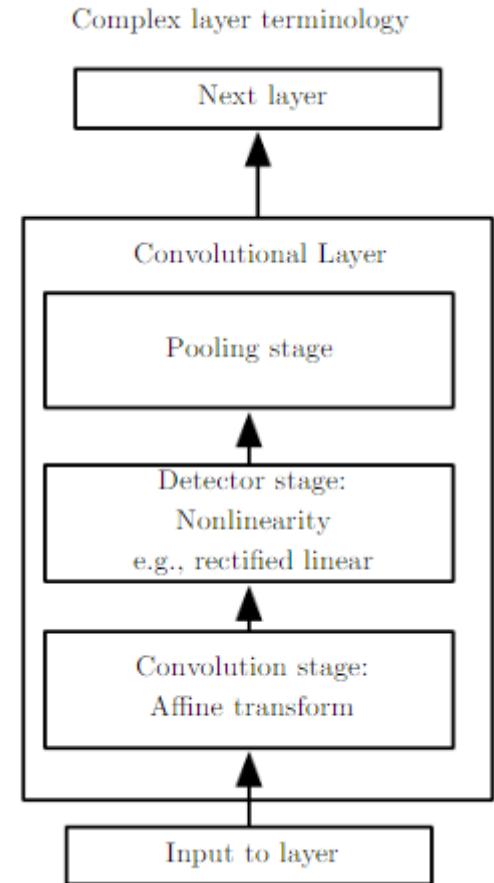 Complex layer terminology
Next layer
Convolutional Layer
Pooling stage
Detector stage:
Nonlinearity
e.g., rectified linear
Convolution stage:
Affine transform
Input to layer